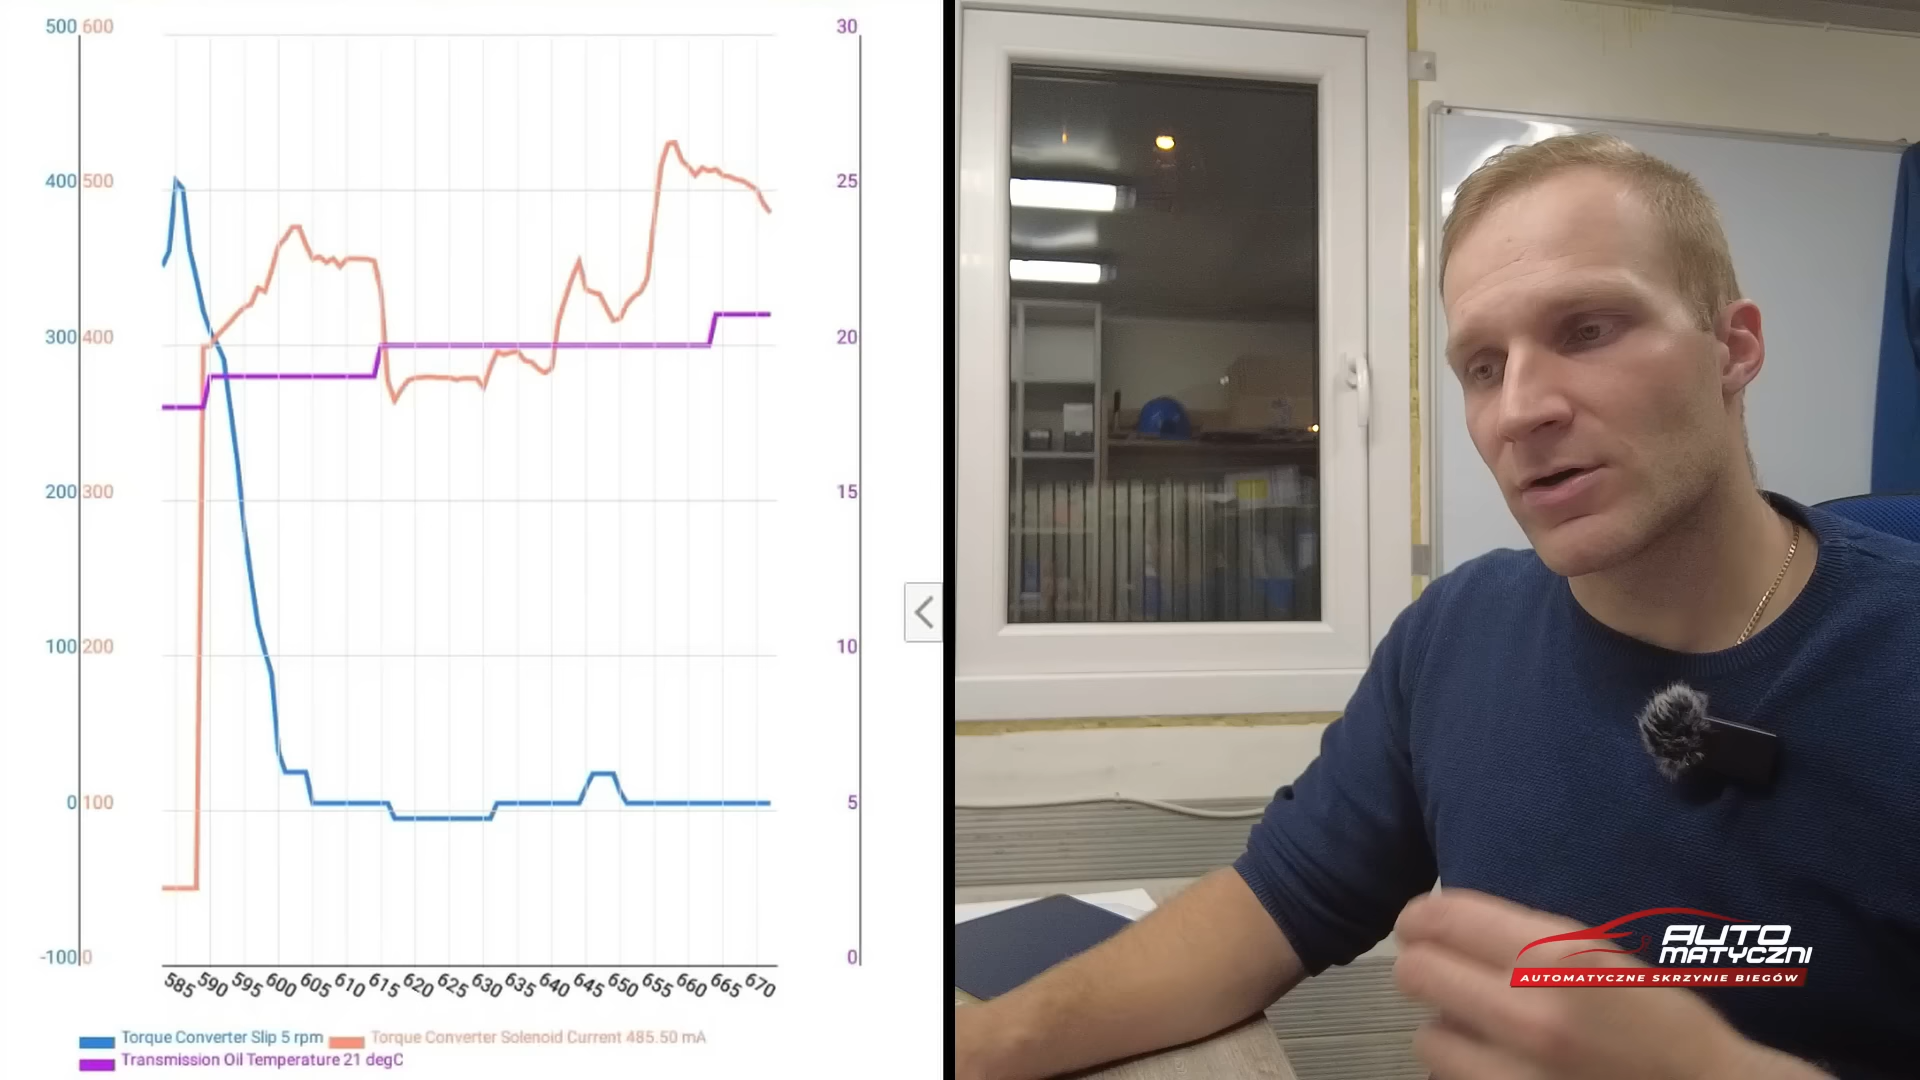 500 600 30
400 500 25
300 400 20
200 300 15
100 200 10
0 100 5
-100 0 0
585 590 595 600 605 610 615 620 625 630 635 640 645 650 655 660 665 670
Torque Converter Slip 5 rpm Torque Converter Solenoid Current 485.50 mA
Transmission Oil Temperature 21 degC
AUTO
MATYCZNI
AUTOMATYCZNE SKRZYNIE BIEGÓW